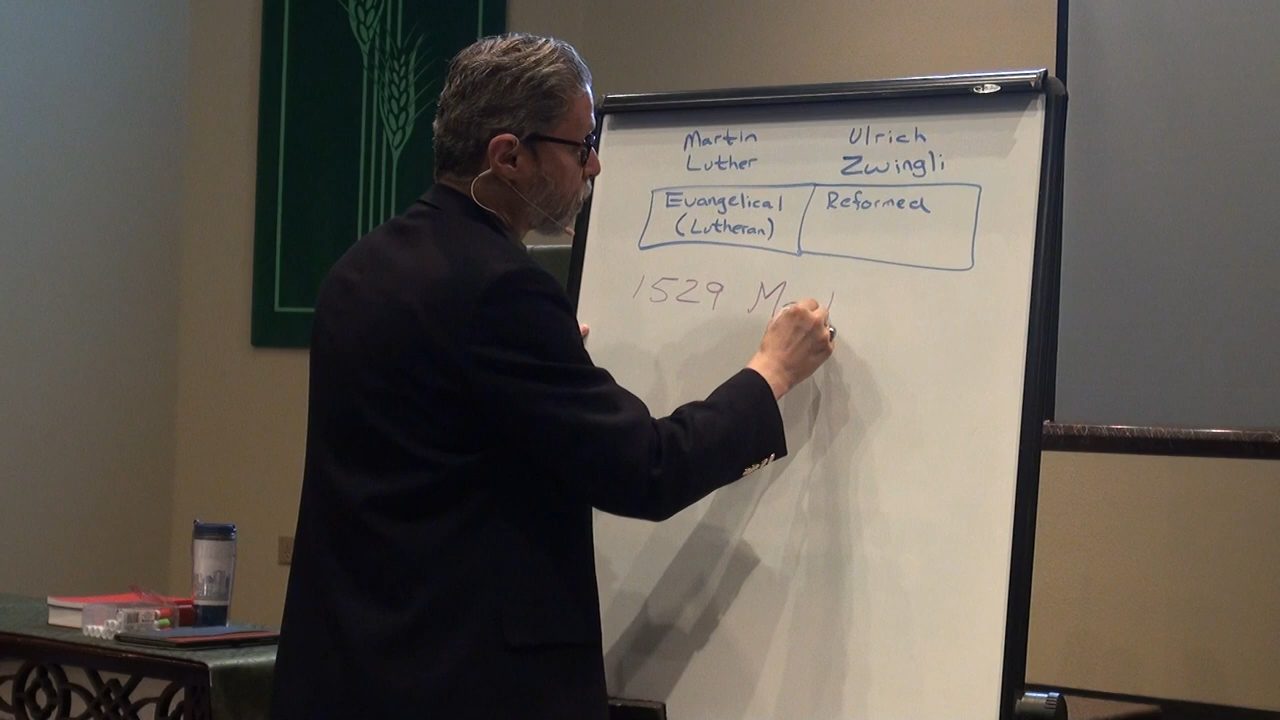 Martin
Luther
Ulrich
Zwingli
Evangelical
(Lutheran)
Reformed
1529